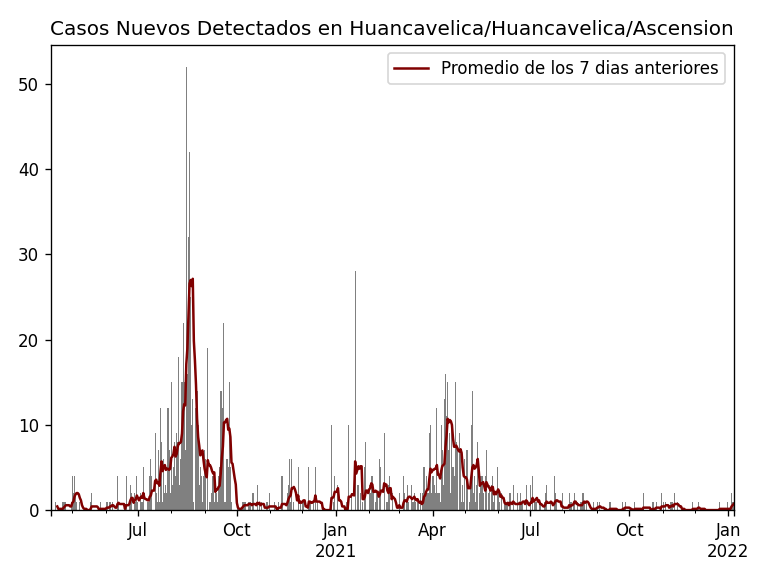 Casos Nuevos Detectados en Huancavelica/Huancavelica/Ascension
Promedio de los 7 dias anteriores
50
40
30
20
10
0
Jul
Oct
Jan
2021
Apr
Jul
Oct
Jan
2022